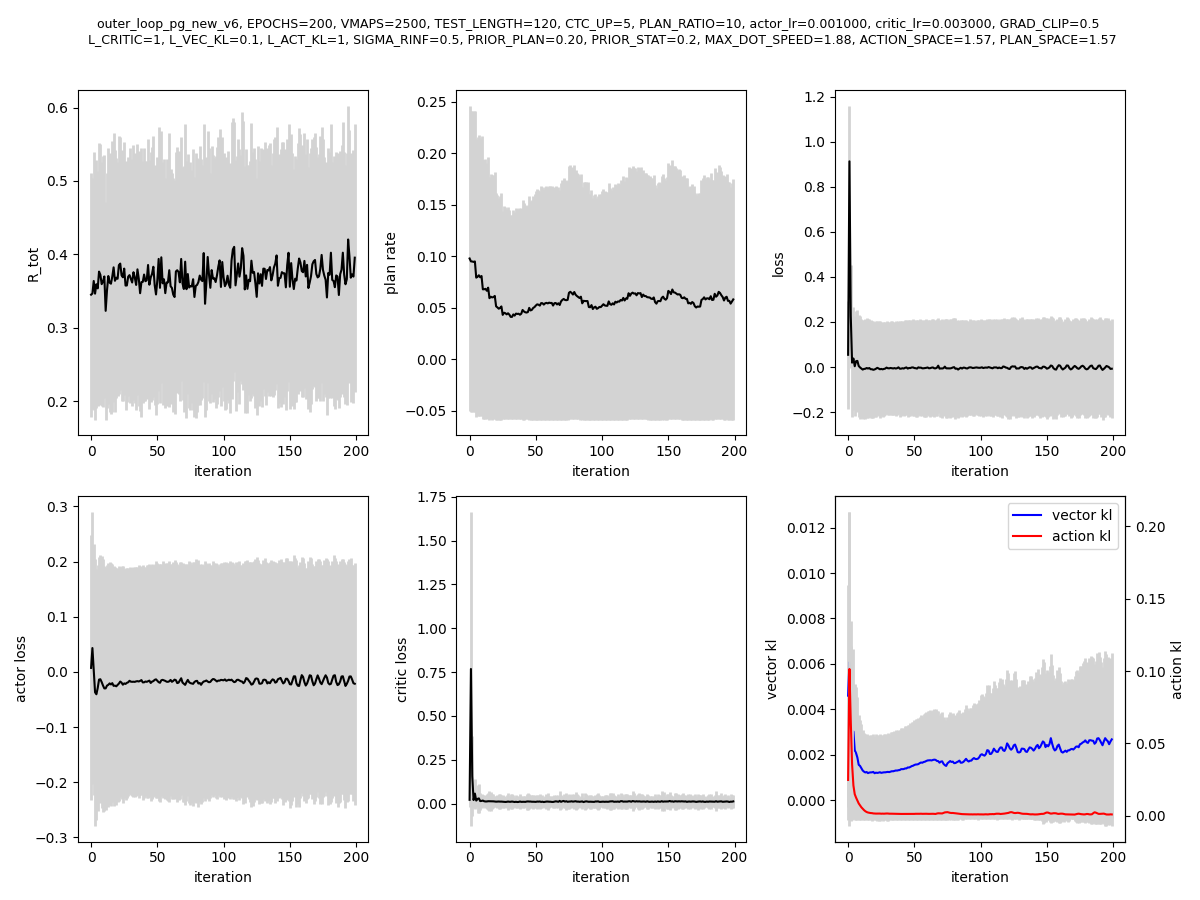 outer_loop_pg_new_v6, EPOCHS=200, VMAPS=2500, TEST_LENGTH=120, CTC_UP=5, PLAN_RATIO=10, actor_lr=0.001000, critic_lr=0.003000, GRAD_CLIP=0.5
L_CRITIC=1, L_VEC_KL=0.1, L_ACT_KL=1, SIGMA_RINF=0.5, PRIOR_PLAN=0.20, PRIOR_STAT=0.2, MAX_DOT_SPEED=1.88, ACTION_SPACE=1.57, PLAN_SPACE=1.57
R_tot
0.6
0.5
0.4
0.3
0.2
0 50 100 150 200
iteration
plan rate
0.25
0.20
0.15
0.10
0.05
0.00
−0.05
0 50 100 150 200
iteration
loss
1.2
1.0
0.8
0.6
0.4
0.2
0.0
−0.2
0 50 100 150 200
iteration
actor loss
0.3
0.2
0.1
0.0
−0.1
−0.2
−0.3
0 50 100 150 200
iteration
critic loss
1.75
1.50
1.25
1.00
0.75
0.50
0.25
0.00
0 50 100 150 200
iteration
vector kl
0.012
0.010
0.008
0.006
0.004
0.002
0.000
0 50 100 150 200
iteration
vector kl
action kl
0.20
0.15
0.10
0.05
0.00
action kl